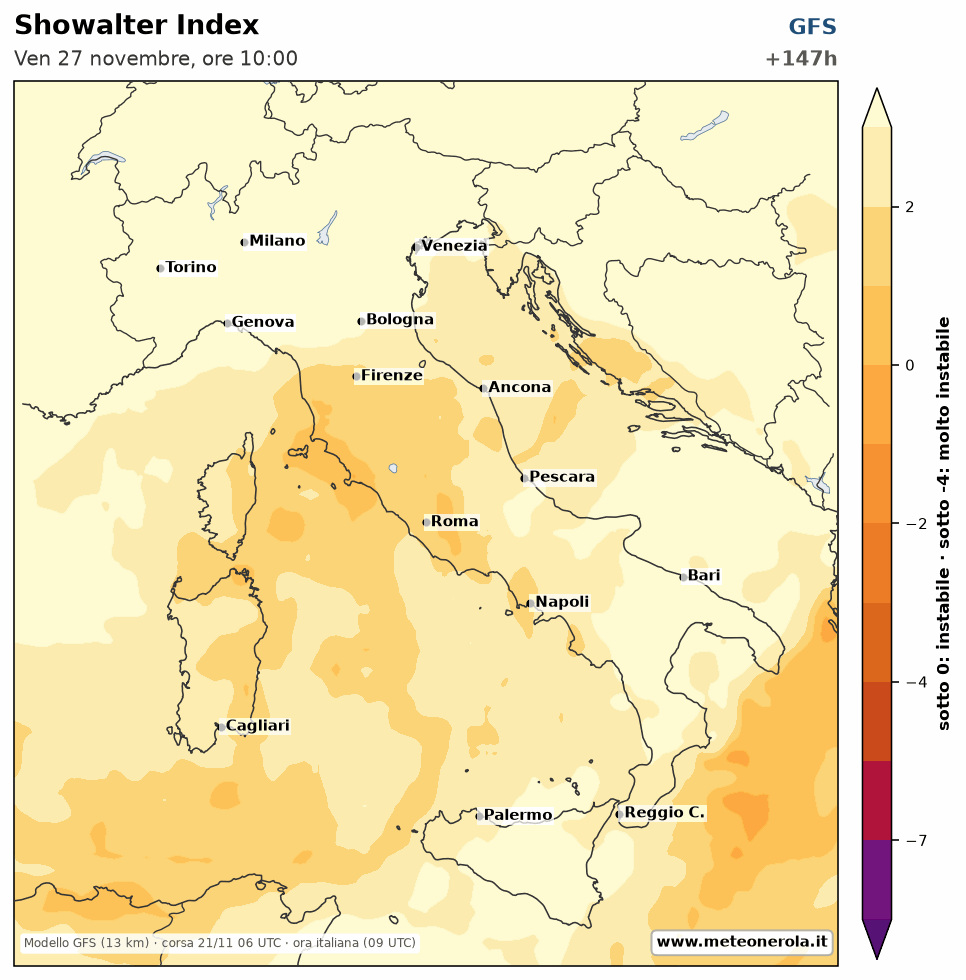 Showalter Index
GFS
Ven 27 novembre, ore 10:00
+147h
Milano
Venezia
Torino
Genova
Bologna
Firenze
Ancona
Pescara
Roma
Bari
Napoli
Cagliari
Palermo
Reggio C.
2
0
−2
−4
−7
sotto 0: instabile · sotto -4: molto instabile
Modello GFS (13 km) · corsa 21/11 06 UTC · ora italiana (09 UTC)
www.meteonerola.it